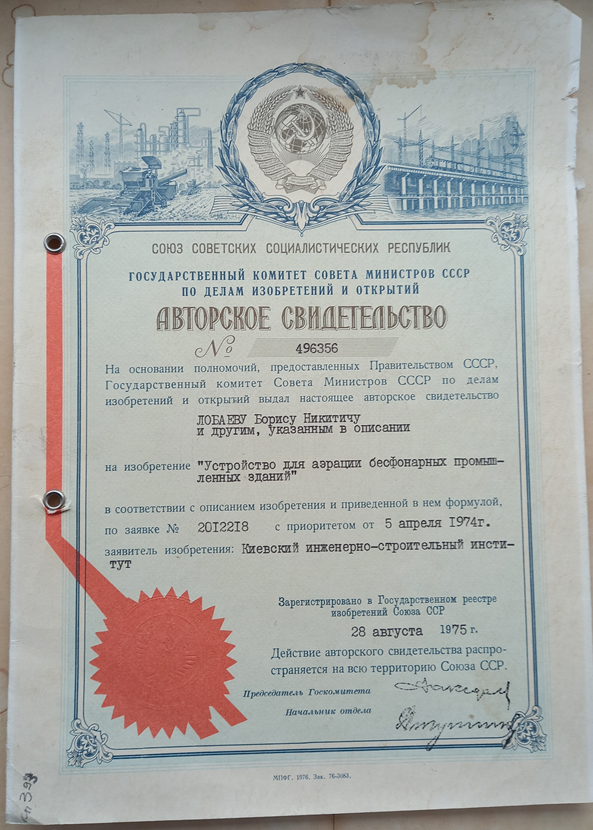 СОЮЗ СОВЕТСКИХ СОЦИАЛИСТИЧЕСКИХ РЕСПУБЛИК
ГОСУДАРСТВЕННЫЙ КОМИТЕТ СОВЕТА МИНИСТРОВ СССР
ПО ДЕЛАМ ИЗОБРЕТЕНИЙ И ОТКРЫТИЙ
АВТОРСКОЕ СВИДЕТЕЛЬСТВО
№ 496356
На основании полномочий, предоставленных Правительством СССР,
Государственный комитет Совета Министров СССР по делам
изобретений и открытий выдал настоящее авторское свидетельство
ЛОБАЕВУ Борису Никитичу
и другим, указанным в описании
на изобретение "Устройство для аэрации бесфонарных промыш-
ленных зданий"
в соответствии с описанием изобретения и приведенной в нем формулой,
по заявке № 2012218 с приоритетом от 5 апреля 1974г.
заявитель изобретения: Киевский инженерно-строительный инсти-
тут
Зарегистрировано в Государственном реестре
изобретений Союза ССР
28 августа 1975 г.
Действие авторского свидетельства распро-
страняется на всю территорию Союза ССР.
Председатель Госкомитета
Начальник отдела
МПФГ. 1976. Зак. 76-3063.